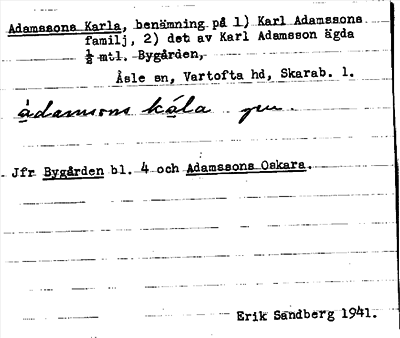 Adamssons Karla, benämning på 1) Karl Adamssons
familj, 2) det av Karl Adamsson ägda
½ mtl. Bygården,
Åsle sn, Vartofta hd, Skarab. l.
ådamsons kåla
Jfr Bygården bl. 4 och Adamssons Oskara.
Erik Sandberg 1941.